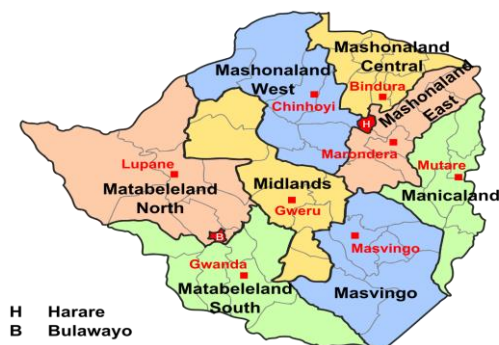 Mashonaland
Central
Bindura
Mashonaland
West
Chinhoyi
Mashonaland
East
H
Marondera
Lupane
Matabeleland
North
Midlands
Gweru
Mutare
Manicaland
B
Masvingo
Gwanda
Matabeleland
South
Masvingo
H Harare
B Bulawayo